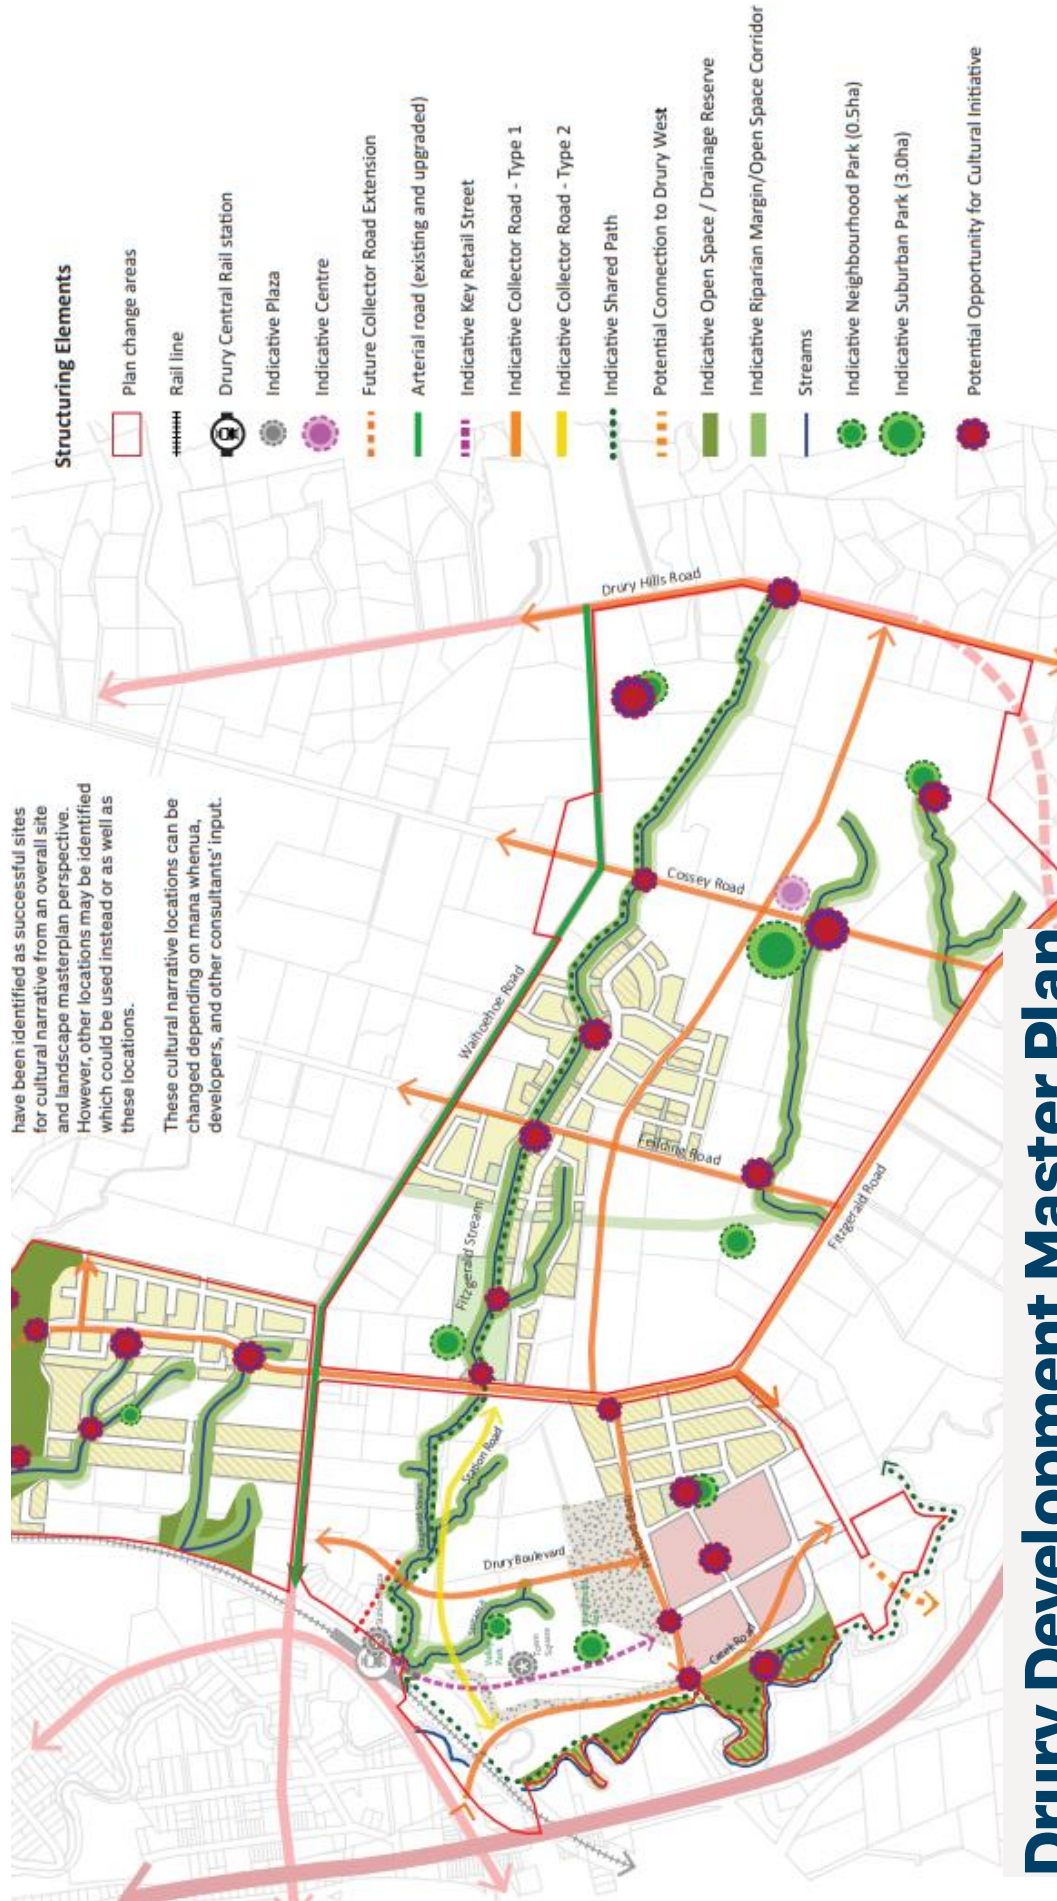 have been identified as successful sites
for cultural narrative from an overall site
and landscape masterplan perspective.
However, other locations may be identified
which could be used instead or as well as
these locations.
These cultural narrative locations can be
changed depending on mana whenua,
developers, and other consultants' input.
Structuring Elements
Plan change areas
Rail line
Drury Central Rail station
Indicative Plaza
Indicative Centre
Future Collector Road Extension
Arterial road (existing and upgraded)
Indicative Key Retail Street
Indicative Collector Road - Type 1
Indicative Collector Road - Type 2
Indicative Shared Path
Potential Connection to Drury West
Indicative Open Space / Drainage Reserve
Indicative Riparian Margin/Open Space Corridor
Streams
Indicative Neighbourhood Park (0.5ha)
Indicative Suburban Park (3.0ha)
Potential Opportunity for Cultural Initiative
Drury Hills Road
Cossey Road
Waihoehoe Road
Fielding Road
Fitzgerald Road
Fitzgerald Stream
Station Road
Drury Boulevard
Creek Road
Town
Square
Park
Drury Development Master Plan